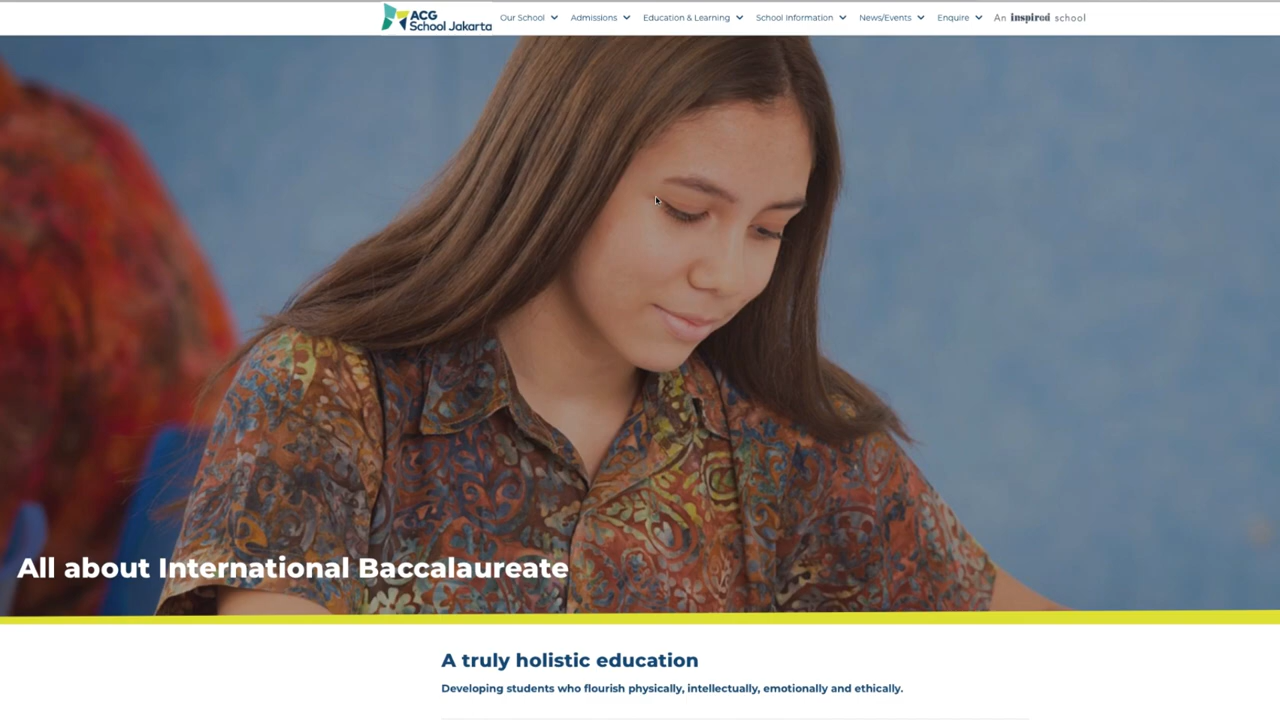 ACG
School Jakarta
Our School
Admissions
Education & Learning
School Information
News/Events
Enquire
An inspired school
All about International Baccalaureate
A truly holistic education
Developing students who flourish physically, intellectually, emotionally and ethically.